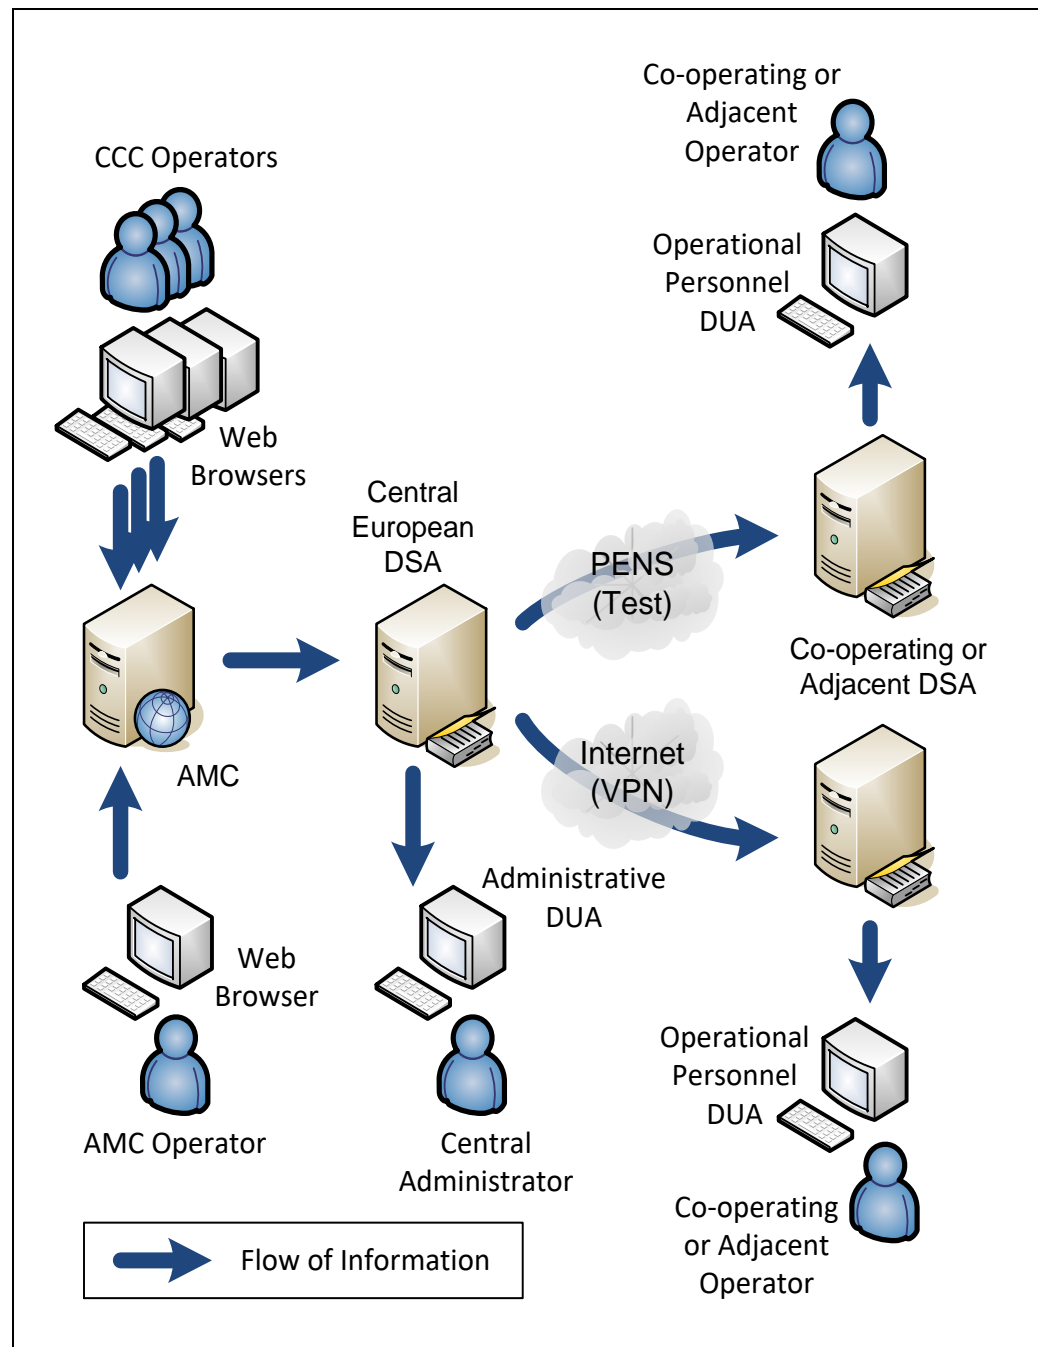 Co-operating or
Adjacent
Operator
CCC Operators
Operational
Personnel
DUA
Web
Browsers
Central
European
DSA
PENS
(Test)
Co-operating or
Adjacent DSA
Internet
(VPN)
AMC
Administrative
DUA
Web
Browser
Operational
Personnel
DUA
AMC Operator
Central
Administrator
Co-operating
or Adjacent
Operator
Flow of Information